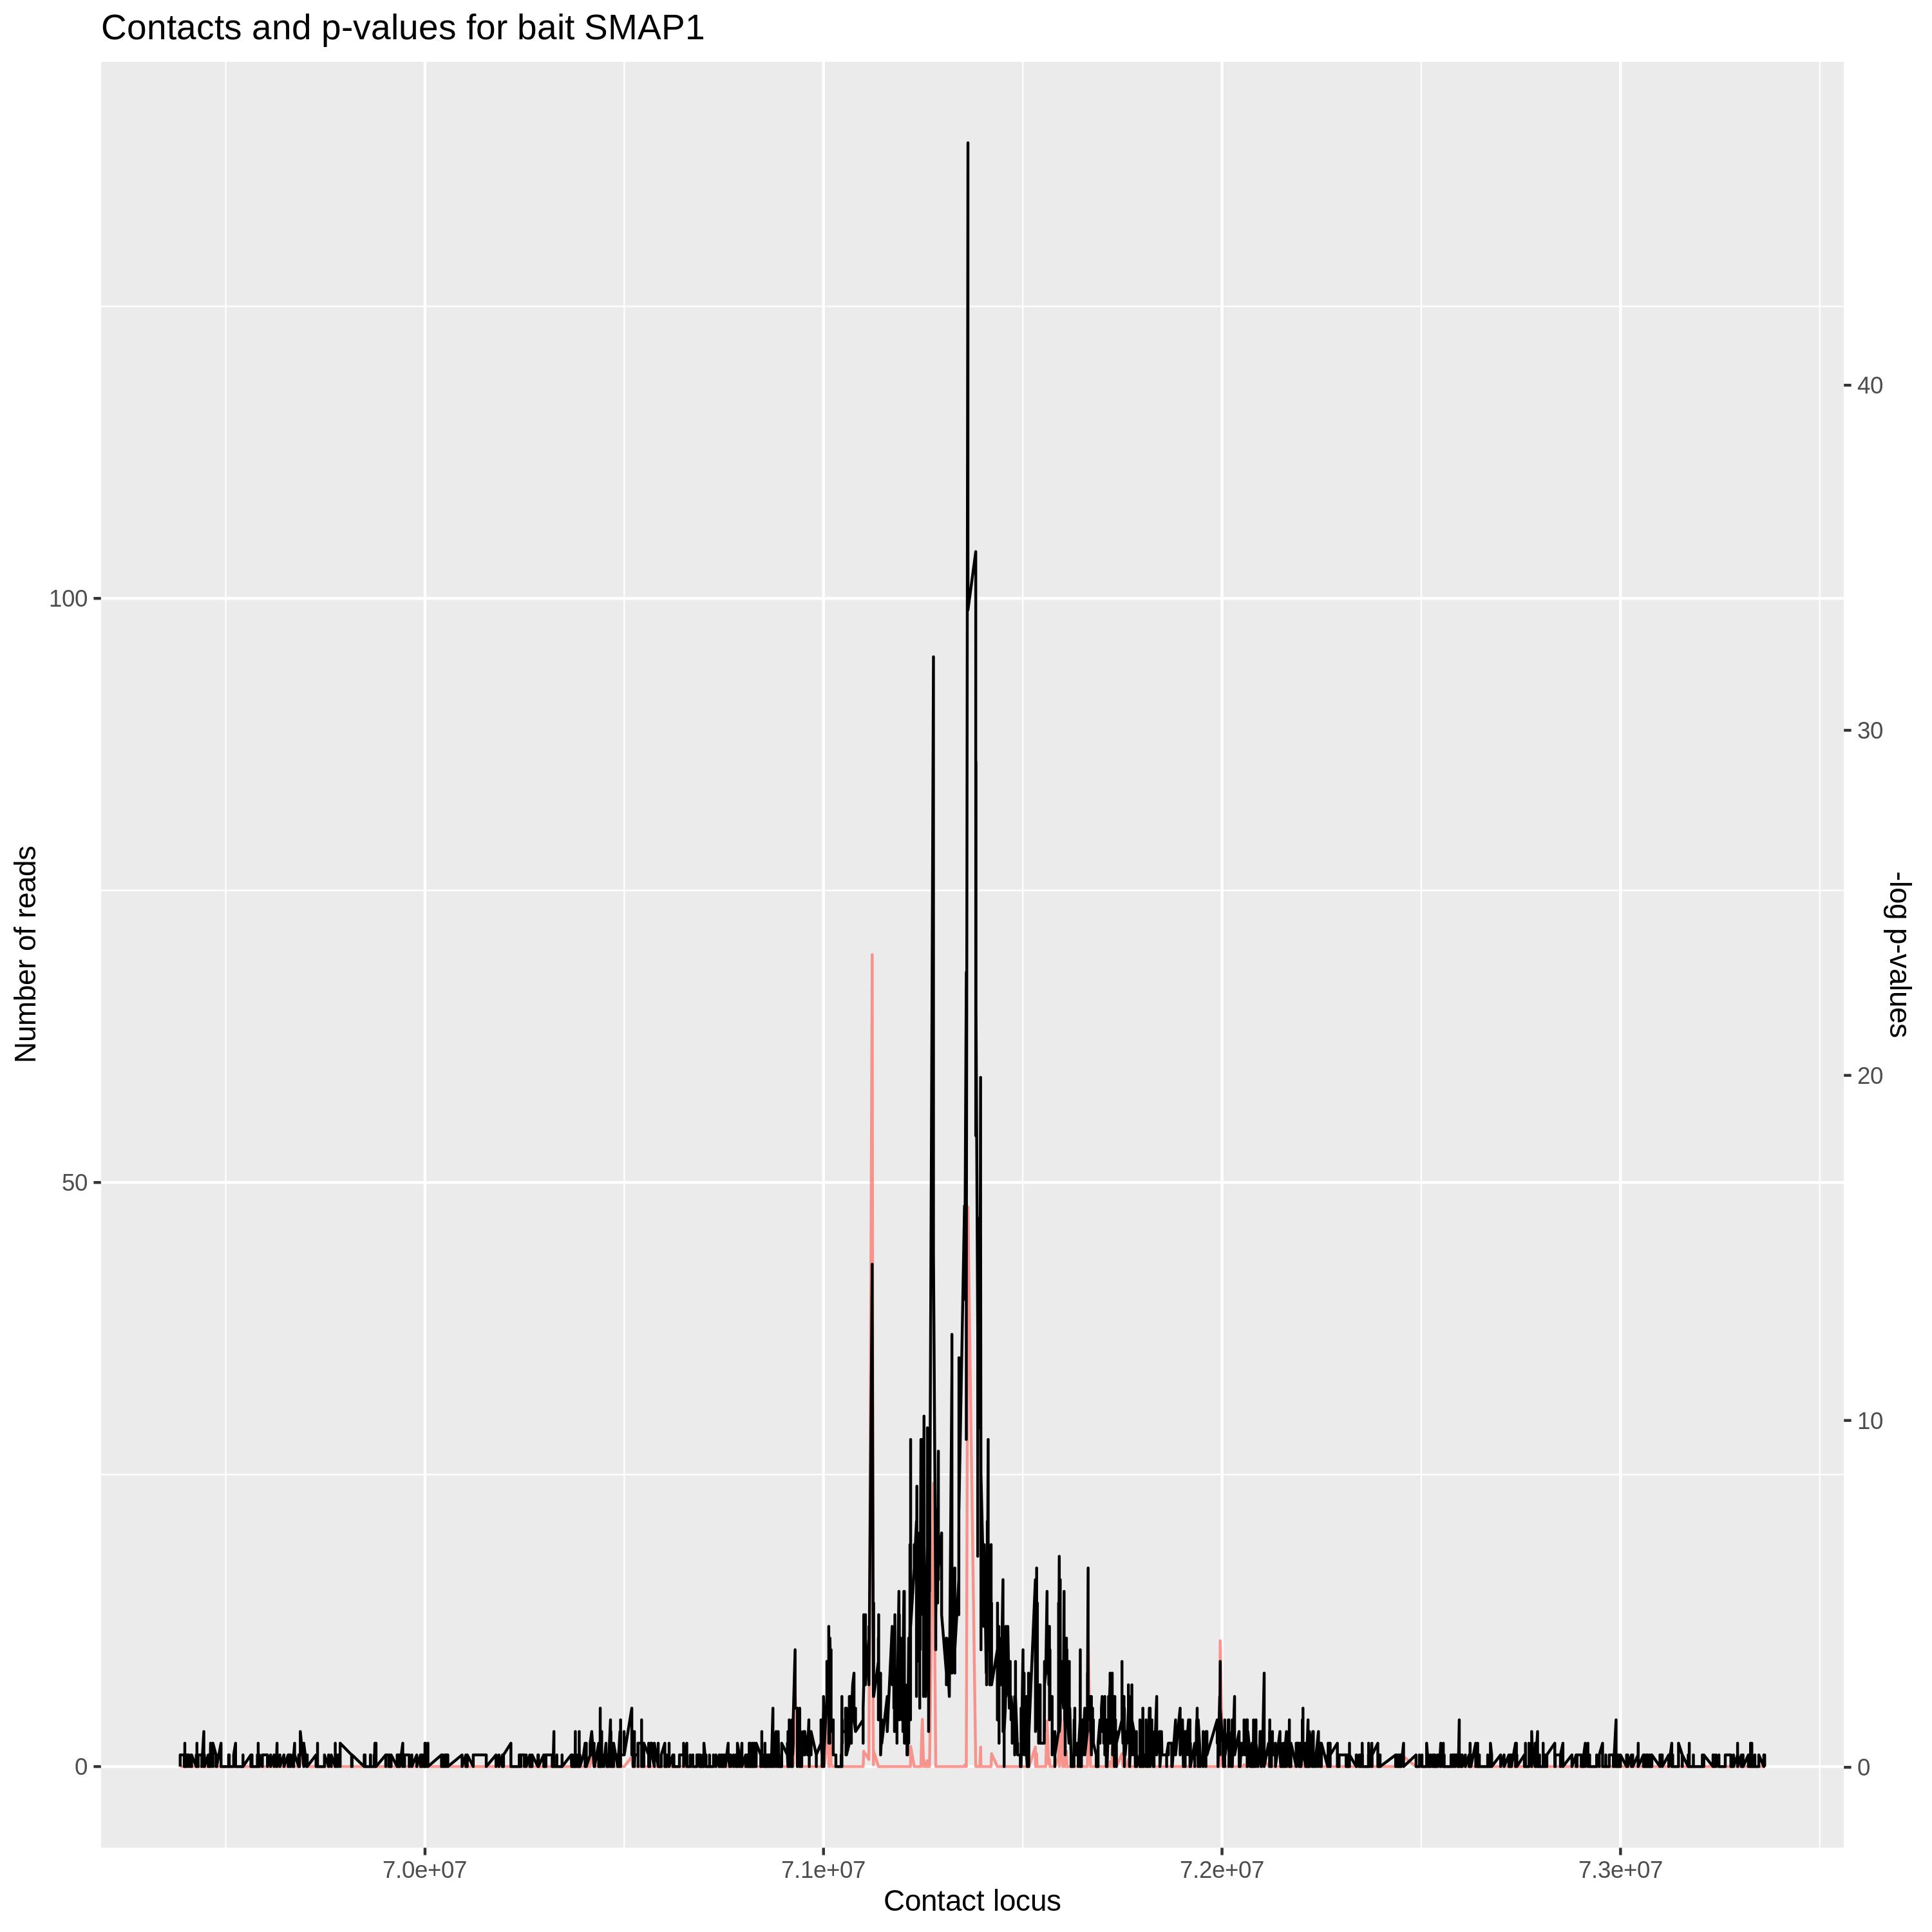 Contacts and p-values for bait SMAP1
Number of reads
100
50
0
40
30
20
10
0
-log p-values
7.0e+07
7.1e+07
7.2e+07
7.3e+07
Contact locus